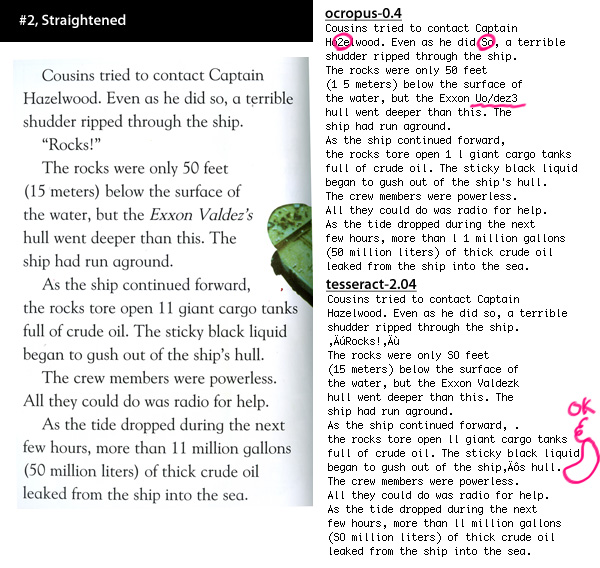 #2, Straightened
Cousins tried to contact Captain
Hazelwood. Even as he did so, a terrible
shudder ripped through the ship.
“Rocks!”
The rocks were only 50 feet
(15 meters) below the surface of
the water, but the Exxon Valdez’s
hull went deeper than this. The
ship had run aground.
As the ship continued forward,
the rocks tore open 11 giant cargo tanks
full of crude oil. The sticky black liquid
began to gush out of the ship’s hull.
The crew members were powerless.
All they could do was radio for help.
As the tide dropped during the next
few hours, more than 11 million gallons
(50 million liters) of thick crude oil
leaked from the ship into the sea.
ocropus-0.4
Cousins tried to contact Captain
HaZelwood. Even as he did So, a terrible
shudder ripped through the ship.
The rocks were only 50 feet
(1 5 meters) below the surface of
the water, but the Exxon Uo/dez3
hull went deeper than this. The
ship had run aground.
As the ship continued forward,
the rocks tore open 1 l giant cargo tanks
full of crude oil. The sticky black liquid
began to gush out of the ship's hull.
The crew members were powerless.
All they could do was radio for help.
As the tide dropped during the next
few hours, more than l 1 million gallons
(50 million liters) of thick crude oil
leaked from the ship into the sea.
tesseract-2.04
Cousins tried to contact Captain
Hazelwood. Even as he did so, a terrible
shudder ripped through the ship.
‚ÄúRocks!‚Äù
The rocks were only SO feet
(15 meters) below the surface of
the water, but the Exxon Valdezk
hull went deeper than this. The
ship had run aground.
As the ship continued forward, .
the rocks tore open ll giant cargo tanks
full of crude oil. The sticky black liquid
began to gush out of the ship‚Äôs hull.
The crew members were powerless.
All they could do was radio for help.
As the tide dropped during the next
few hours, more than ll million gallons
(SO million liters) of thick crude oil
leaked from the ship into the sea.
OK